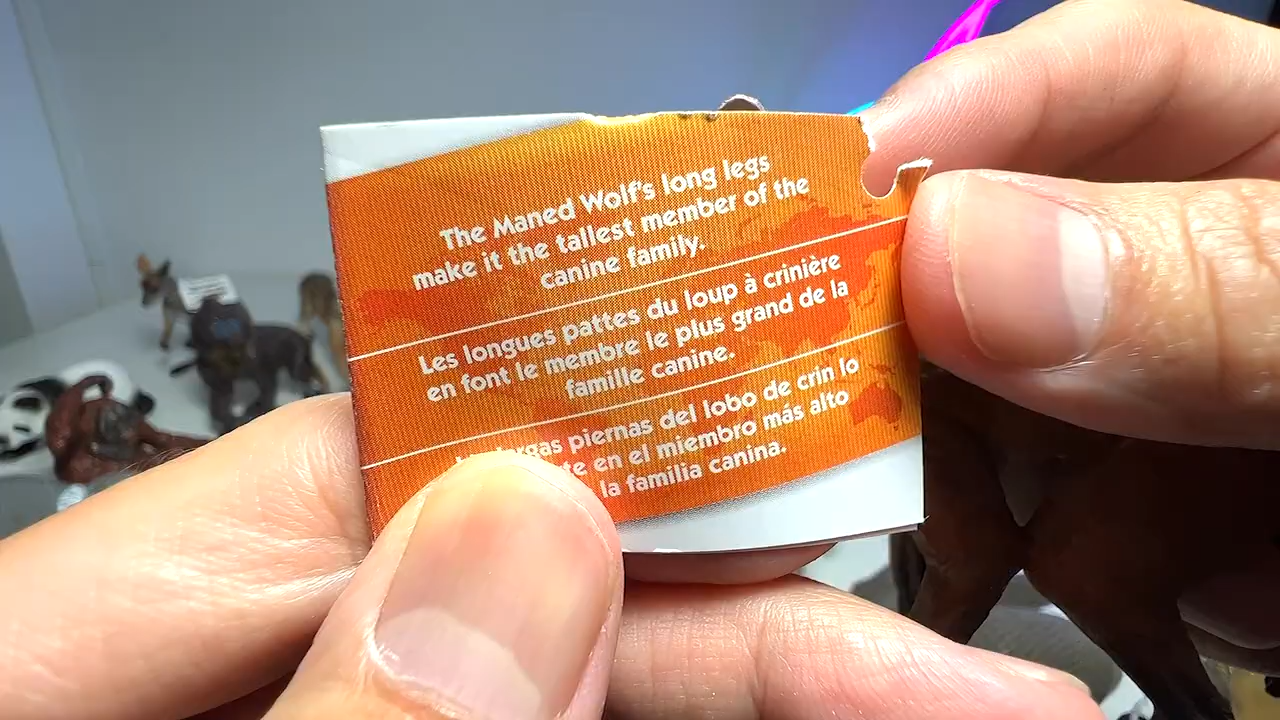 The Maned Wolf's long legs
make it the tallest member of the
canine family.
Les longues pattes du loup à crinière
en font le membre le plus grand de la
famille canine.
piernas del lobo de crin lo
en el miembro más alto
la familia canina.